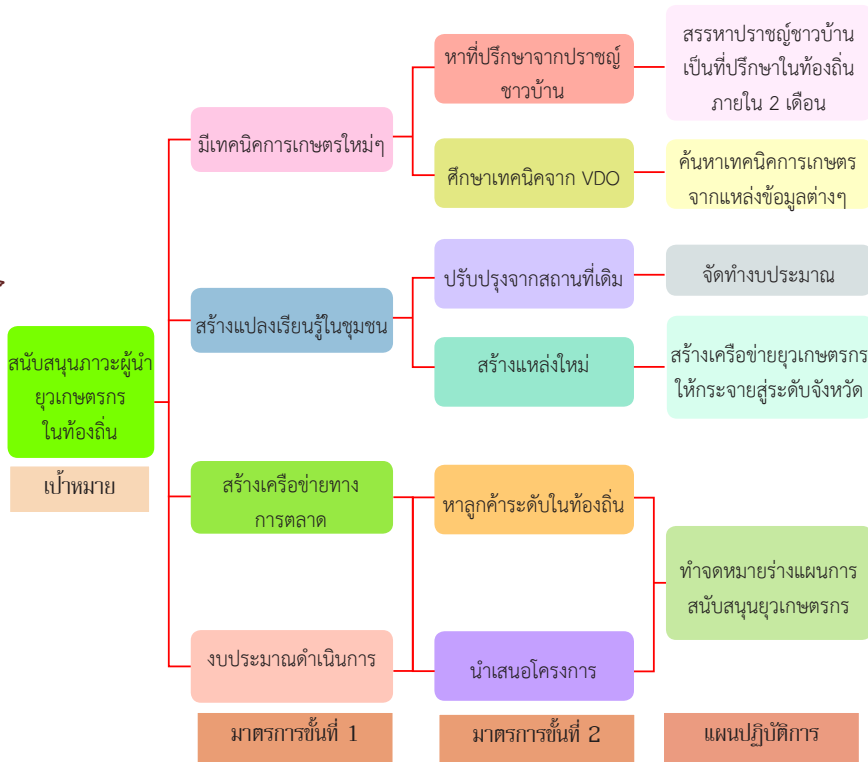 สนับสนุนภาวะผู้นำ
ยุวเกษตรกร
ในท้องถิ่น
เป้าหมาย
มีเทคนิคการเกษตรใหม่ๆ
สร้างแปลงเรียนรู้ในชุมชน
สร้างเครือข่ายทาง
การตลาด
งบประมาณดำเนินการ
มาตรการขั้นที่ 1
หาที่ปรึกษาจากปราชญ์
ชาวบ้าน
ศึกษาเทคนิคจาก VDO
ปรับปรุงจากสถานที่เดิม
สร้างแหล่งใหม่
หาลูกค้าระดับในท้องถิ่น
นำเสนอโครงการ
มาตรการขั้นที่ 2
สรรหาปราชญ์ชาวบ้าน
เป็นที่ปรึกษาในท้องถิ่น
ภายใน 2 เดือน
ค้นหาเทคนิคการเกษตร
จากแหล่งข้อมูลต่างๆ
จัดทำงบประมาณ
สร้างเครือข่ายยุวเกษตรกร
ให้กระจายสู่ระดับจังหวัด
ทำจดหมายร่างแผนการ
สนับสนุนยุวเกษตรกร
แผนปฏิบัติการ